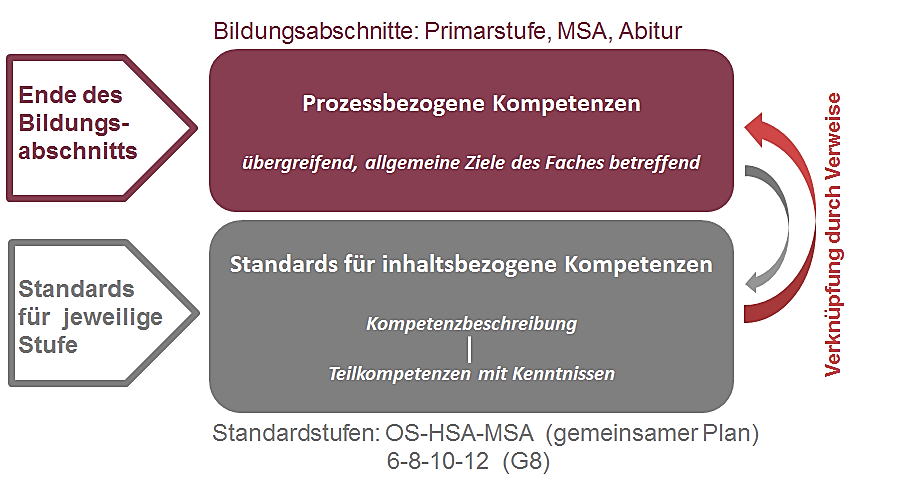 Bildungsabschnitte: Primarstufe, MSA, Abitur
Ende des
Bildungs-
abschnitts
Prozessbezogene Kompetenzen
übergreifend, allgemeine Ziele des Faches betreffend
Standards
für jeweilige
Stufe
Standards für inhaltsbezogene Kompetenzen
Kompetenzbeschreibung
Teilkompetenzen mit Kenntnissen
Verknüpfung durch Verweise
Standardstufen: OS-HSA-MSA (gemeinsamer Plan)
6-8-10-12 (G8)